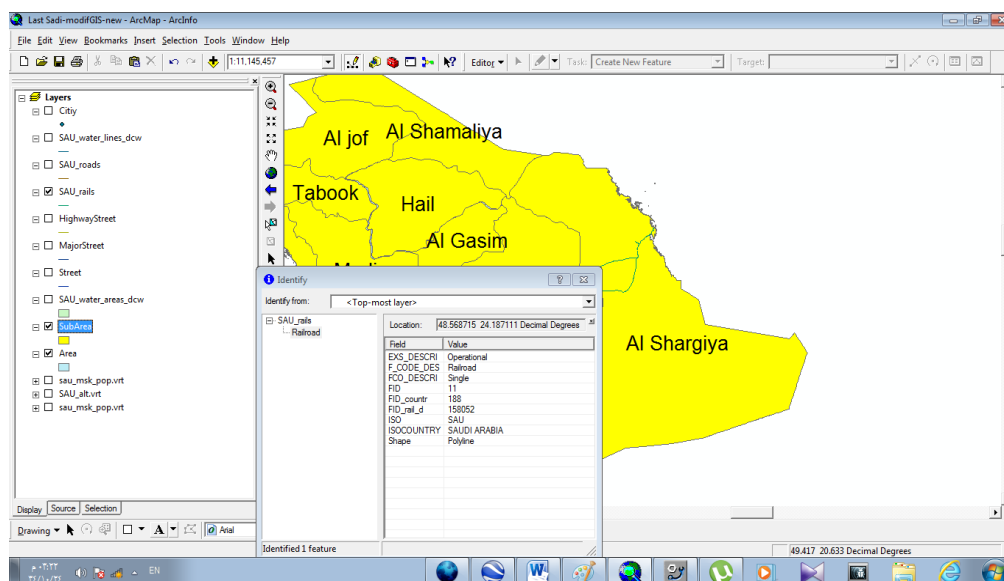 Last Sadi-modifGIS-new - ArcMap - ArcInfo
File Edit View Bookmarks Insert Selection Tools Window Help
1:11,145,457 Editor Task: Create New Feature Target:
Layers
Citiy
SAU_water_lines_dcw
SAU_roads
SAU_rails
HighwayStreet
MajorStreet
Street
SAU_water_areas_dcw
SubArea
Area
sau_msk_pop.vrt
SAU_alt.vrt
sau_msk_pop.vrt
Display Source Selection
Drawing A Arial
Al jof Al Shamaliya
Tabook
Hail
Al Gasim
Al Shargiya
Identify
Identify from: <Top-most layer>
SAU_rails
Railroad
Location: 48.568715 24.187111 Decimal Degrees
Field Value
EXS_DESCRI Operational
F_CODE_DES Railroad
FCO_DESCRI Single
FID 11
FID_countr 188
FID_rail_d 158052
ISO SAU
ISOCOUNTRY SAUDI ARABIA
Shape Polyline
Identified 1 feature
49.417 20.633 Decimal Degrees
EN